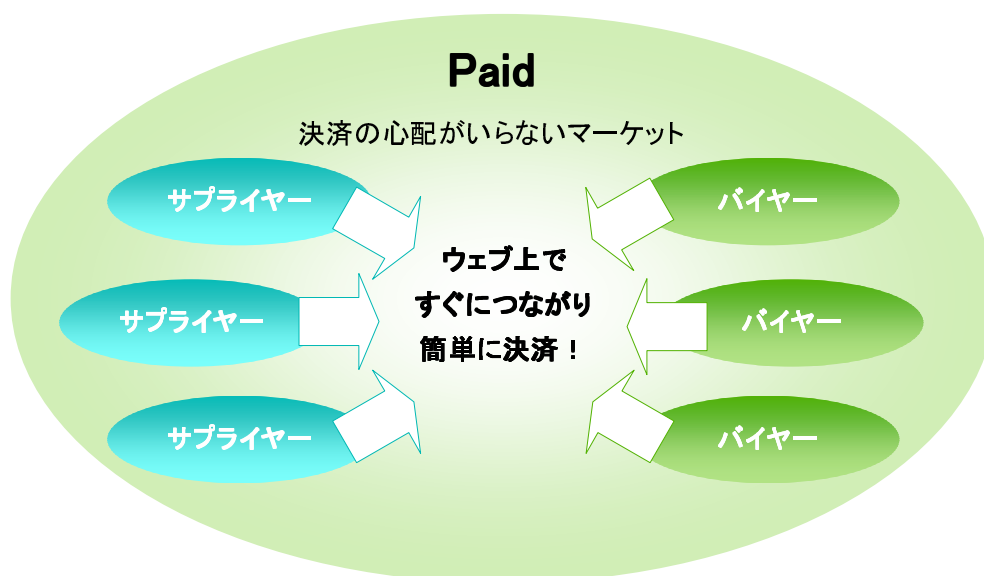 Paid
決済の心配がいらないマーケット
サプライヤー
バイヤー
ウェブ上で
すぐにつながり
簡単に決済！
サプライヤー
バイヤー
サプライヤー
バイヤー